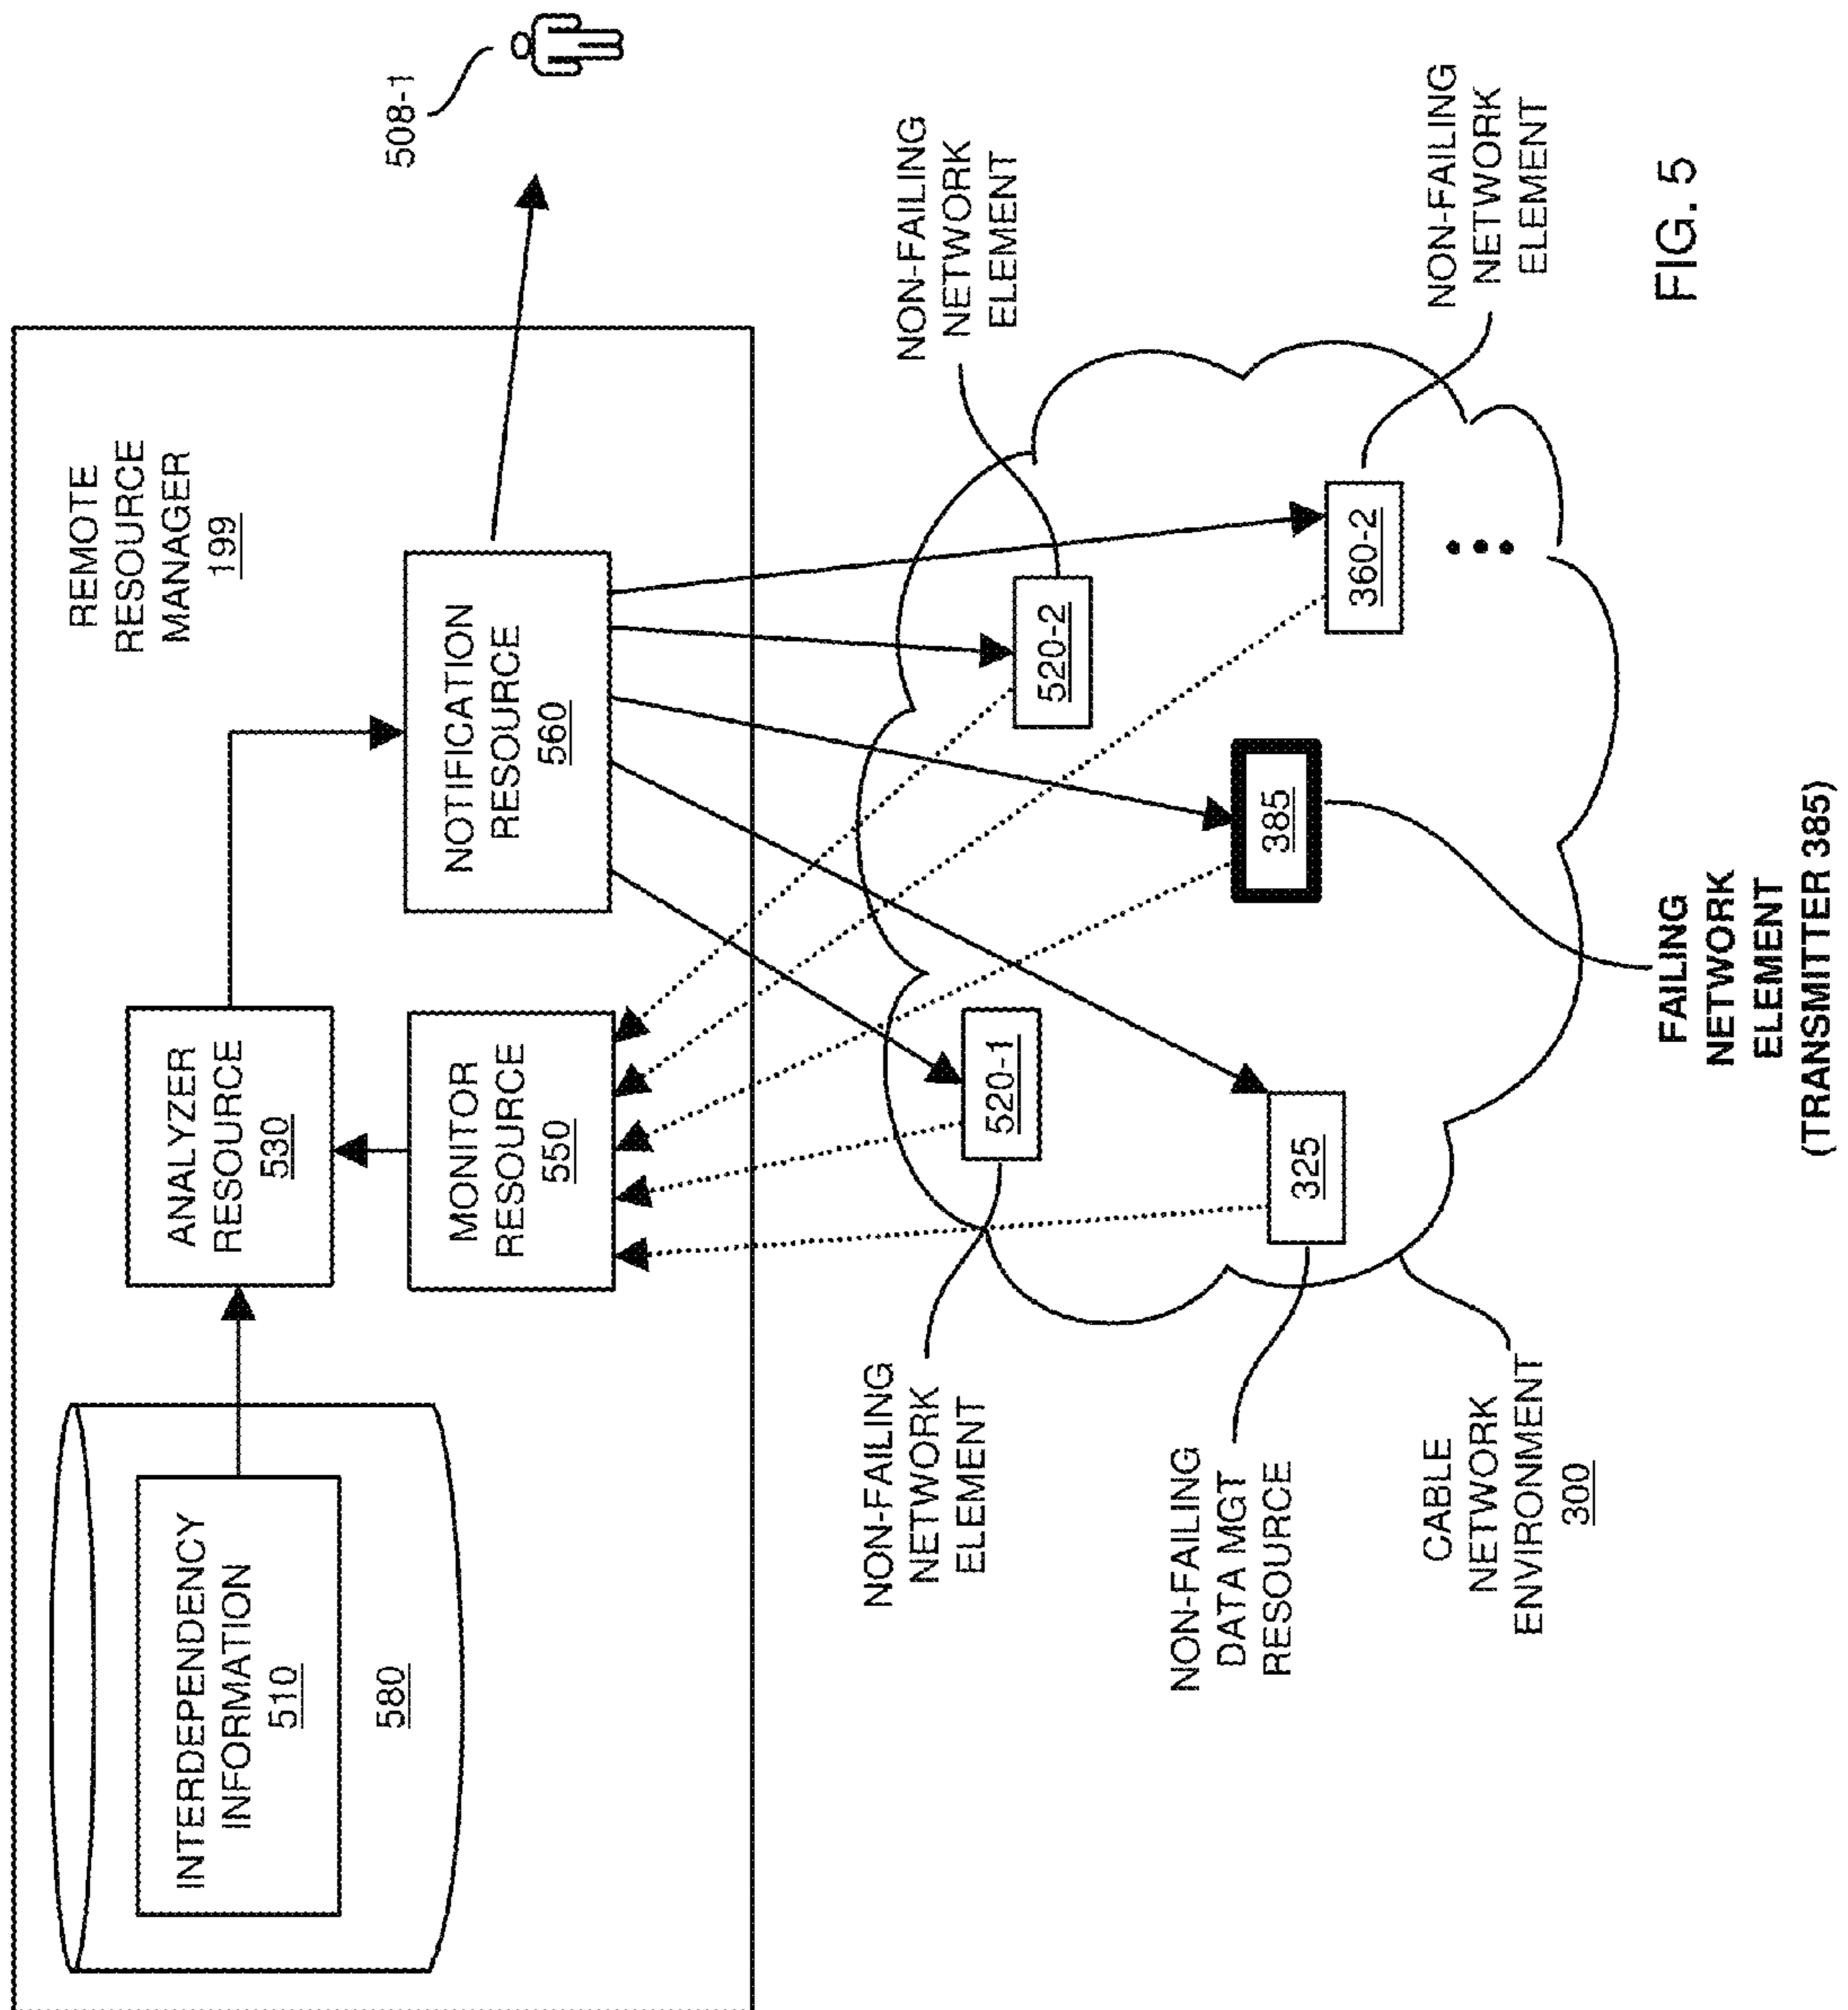 REMOTE
RESOURCE
MANAGER
199
INTERDEPENDENCY
INFORMATION
510
580
ANALYZER
RESOURCE
530
MONITOR
RESOURCE
550
NOTIFICATION
RESOURCE
560
508-1
NON-FAILING
NETWORK
ELEMENT
520-1
NON-FAILING
DATA MGT
RESOURCE
325
CABLE
NETWORK
ENVIRONMENT
300
520-2
NON-FAILING
NETWORK
ELEMENT
385
360-2
NON-FAILING
NETWORK
ELEMENT
FAILING
NETWORK
ELEMENT
(TRANSMITTER 385)
FIG. 5